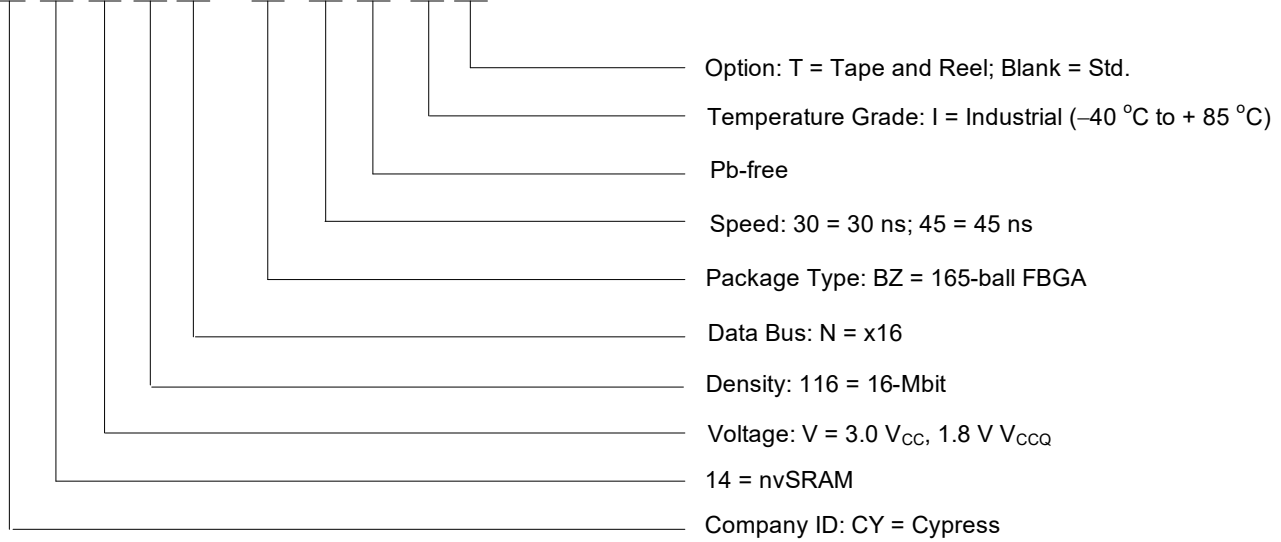 Option: T = Tape and Reel; Blank = Std.
Temperature Grade: I = Industrial (–40 °C to + 85 °C)
Pb-free
Speed: 30 = 30 ns; 45 = 45 ns
Package Type: BZ = 165-ball FBGA
Data Bus: N = x16
Density: 116 = 16-Mbit
Voltage: V = 3.0 VCC, 1.8 V VCCQ
14 = nvSRAM
Company ID: CY = Cypress